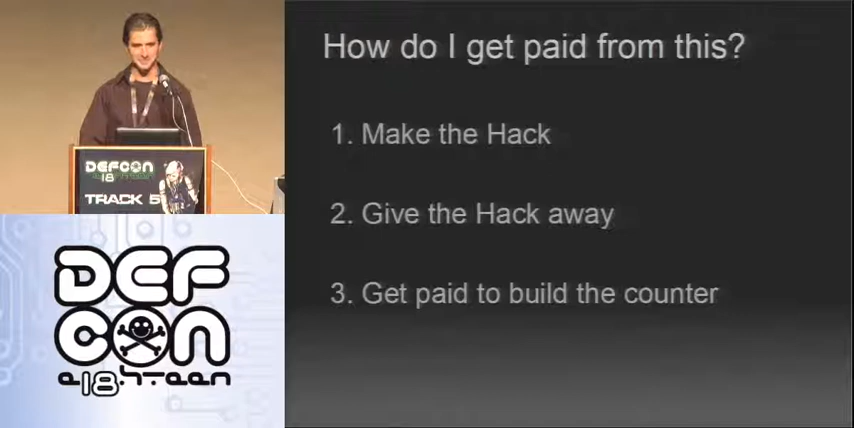 How do I get paid from this?
1. Make the Hack
2. Give the Hack away
3. Get paid to build the counter
DEFCON
18
TRACK 5
DEF
CON
e18hteen